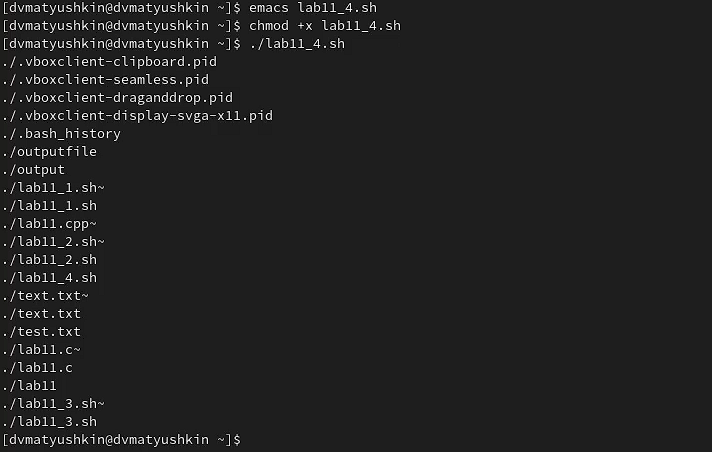 [dvmatyushkin@dvmatyushkin ~]$ emacs lab11_4.sh
[dvmatyushkin@dvmatyushkin ~]$ chmod +x lab11_4.sh
[dvmatyushkin@dvmatyushkin ~]$ ./lab11_4.sh
./.vboxclient-clipboard.pid
./.vboxclient-seamless.pid
./.vboxclient-draganddrop.pid
./.vboxclient-display-svga-x11.pid
./.bash_history
./outputfile
./output
./lab11_1.sh~
./lab11_1.sh
./lab11.cpp~
./lab11_2.sh~
./lab11_2.sh
./lab11_4.sh
./text.txt~
./text.txt
./test.txt
./lab11.c~
./lab11.c
./lab11
./lab11_3.sh~
./lab11_3.sh
[dvmatyushkin@dvmatyushkin ~]$